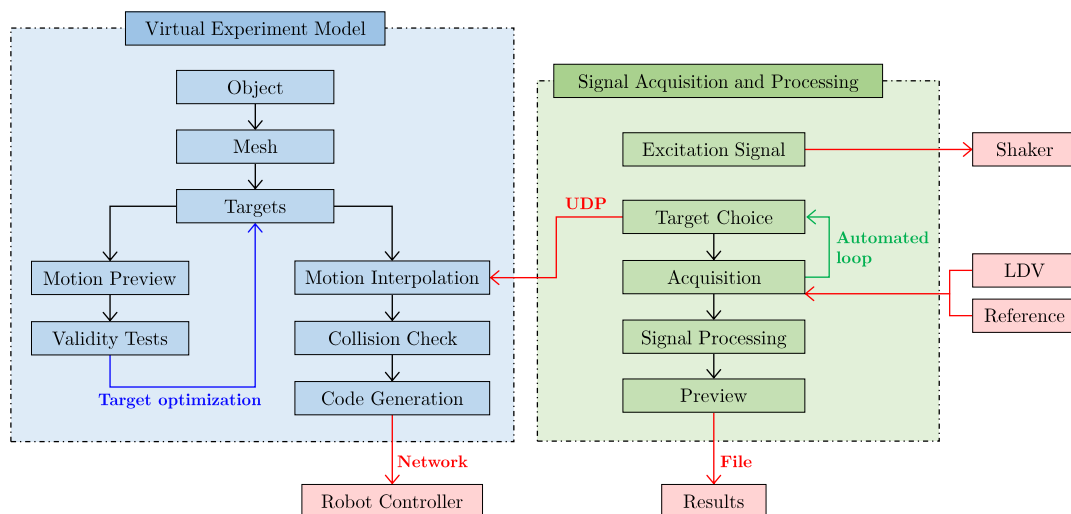 Virtual Experiment Model
Object
Mesh
Targets
Motion Preview
Validity Tests
Target optimization
Motion Interpolation
Collision Check
Code Generation
Network
Robot Controller
Signal Acquisition and Processing
Excitation Signal
Shaker
UDP
Target Choice
Automated
loop
Acquisition
LDV
Reference
Signal Processing
Preview
File
Results